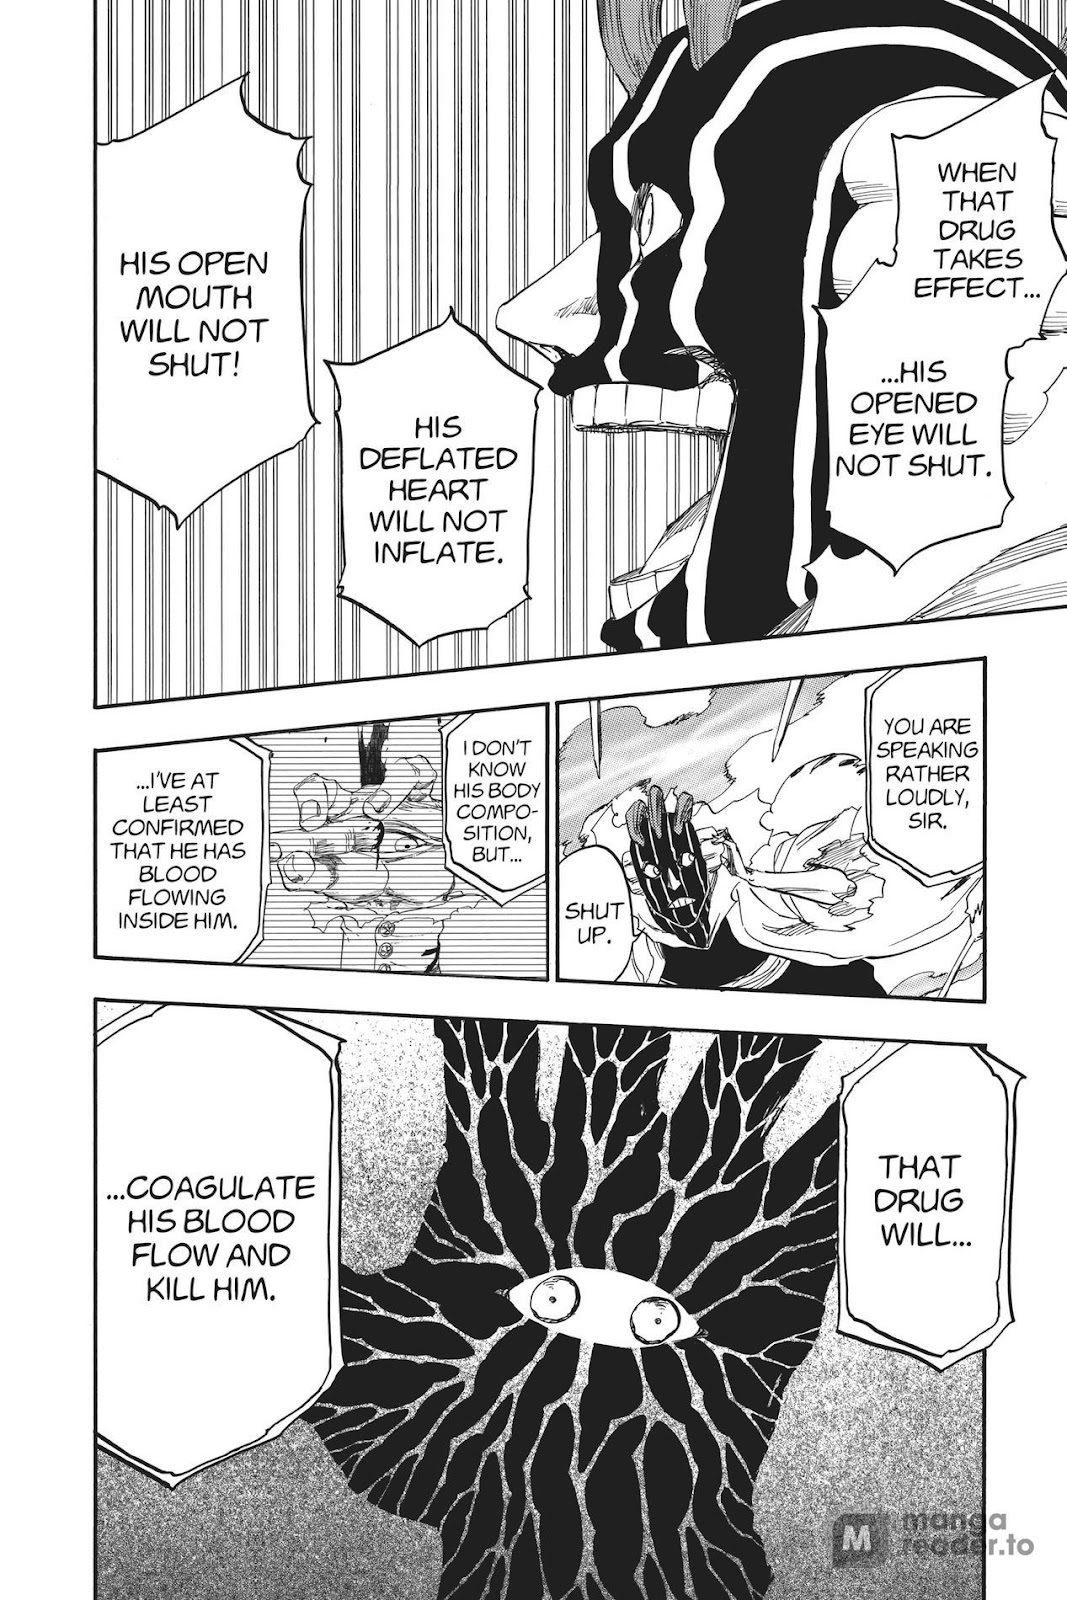 WHEN
THAT
DRUG
TAKES
EFFECT...
...HIS
OPENED
EYE WILL
NOT SHUT.
HIS
DEFLATED
HEART
WILL NOT
INFLATE.
HIS OPEN
MOUTH
WILL NOT
SHUT!
YOU ARE
SPEAKING
RATHER
LOUDLY,
SIR.
SHUT
UP.
I DON'T
KNOW
HIS BODY
COMPO-
SITION,
BUT...
...I'VE AT
LEAST
CONFIRMED
THAT HE HAS
BLOOD
FLOWING
INSIDE HIM.
THAT
DRUG
WILL...
...COAGULATE
HIS BLOOD
FLOW AND
KILL HIM.
M
manga
reader.to